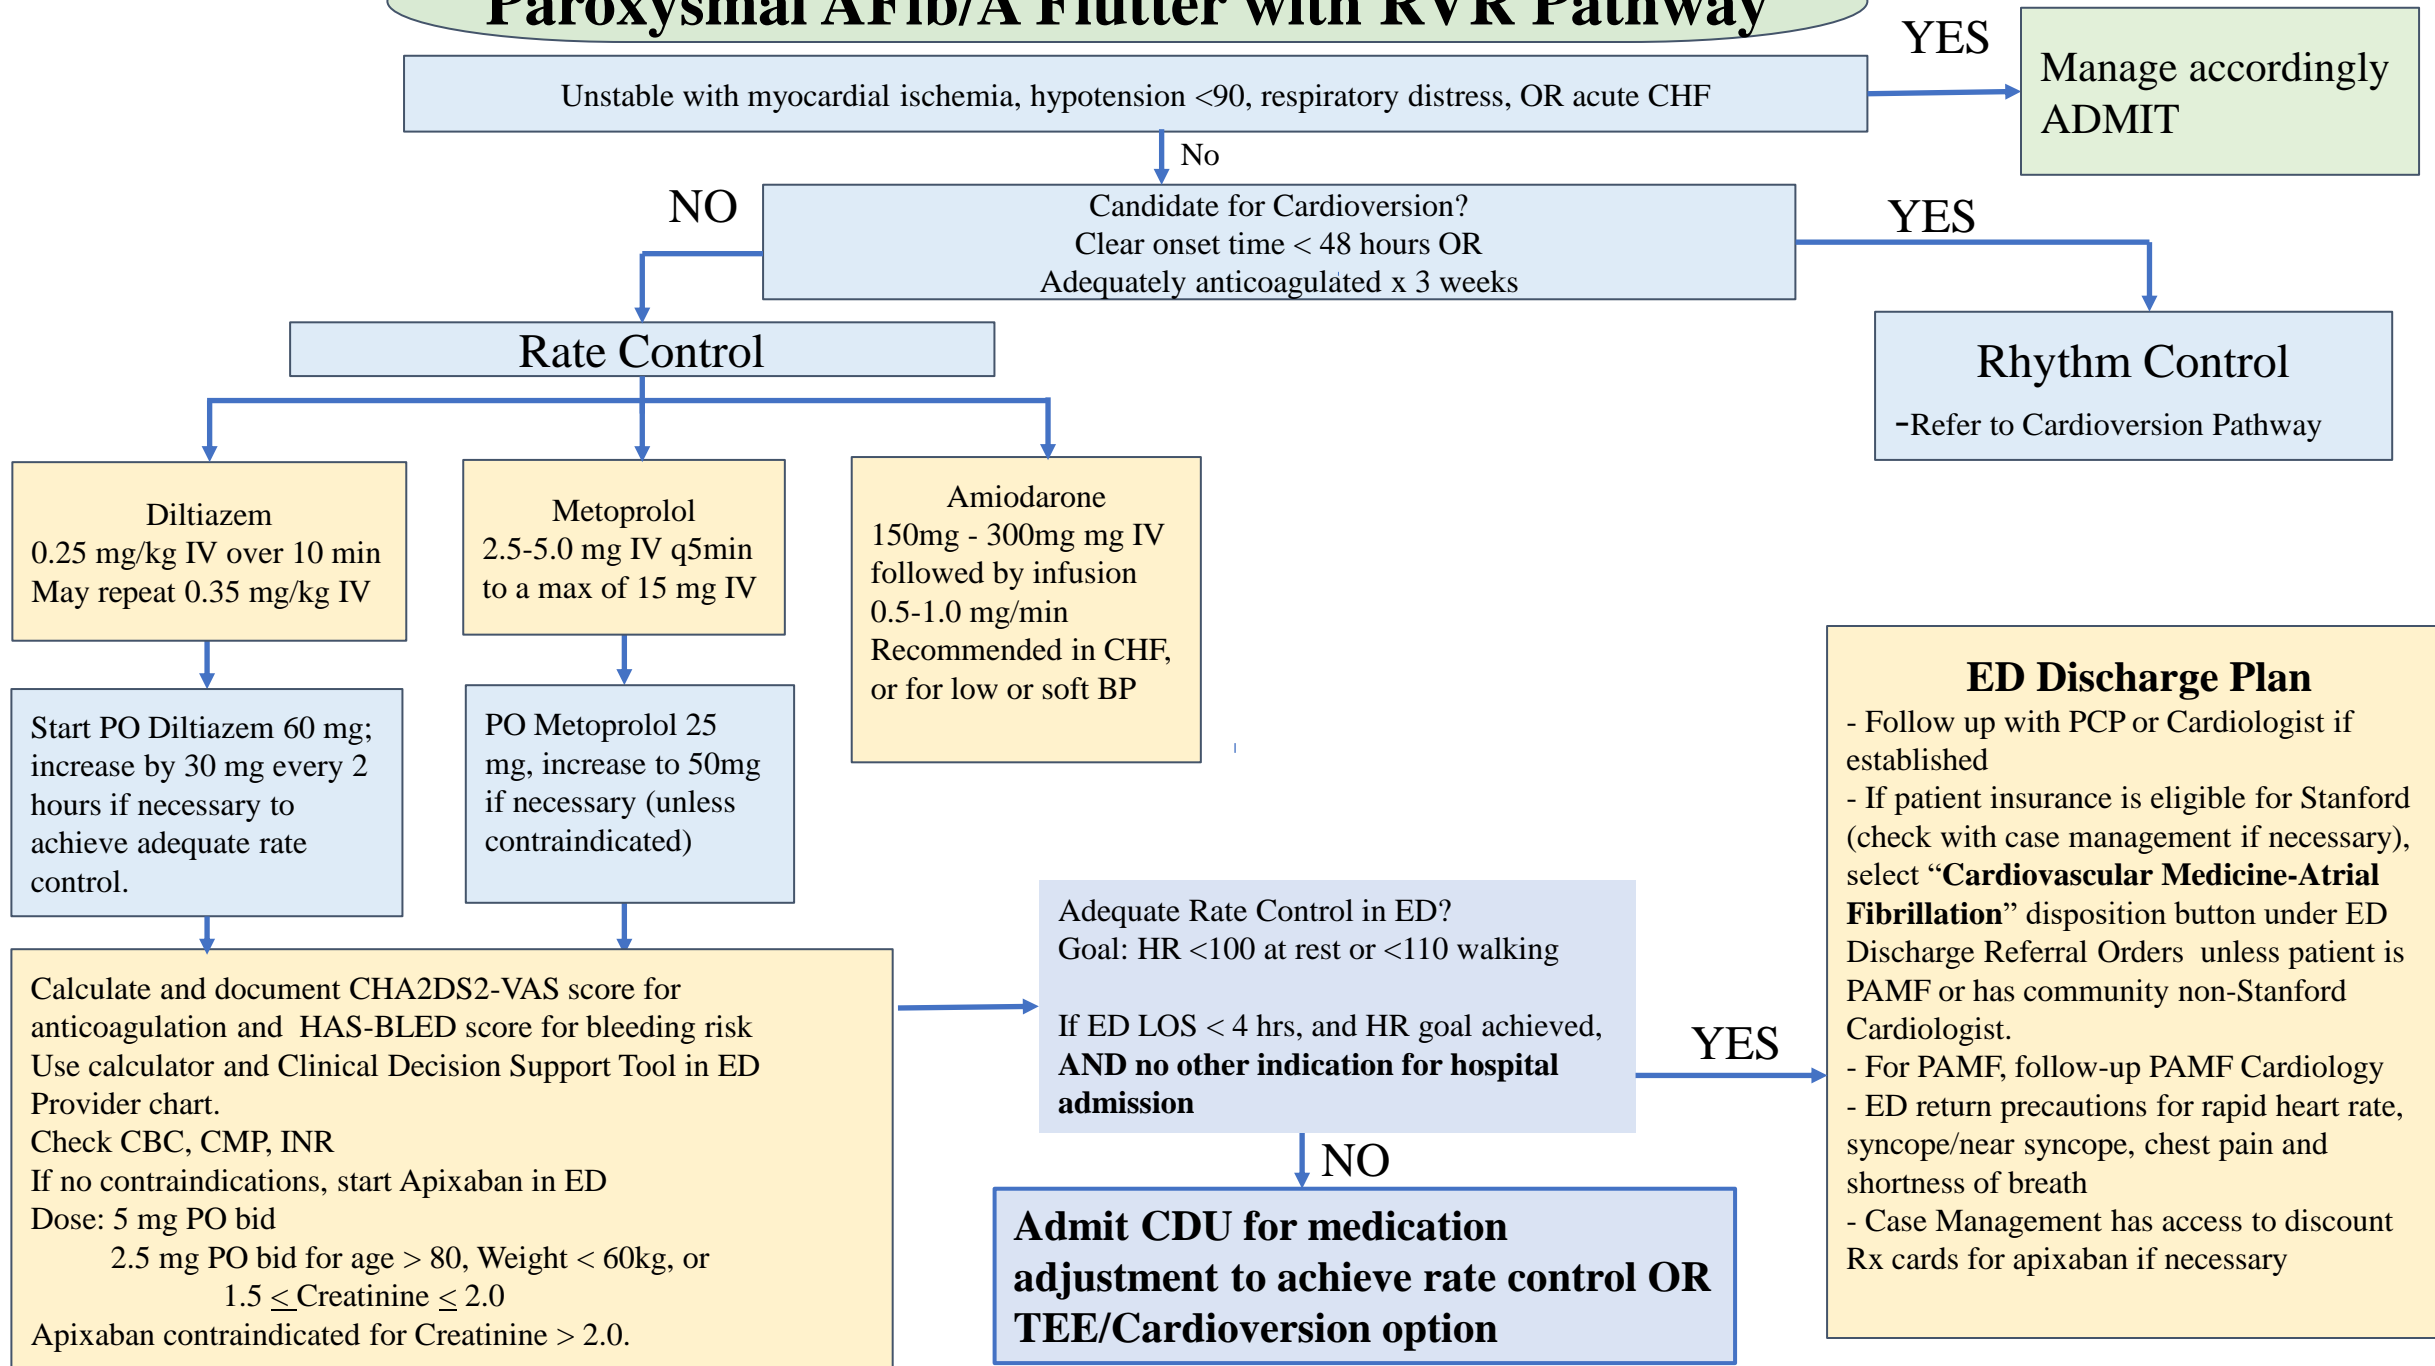 Paroxysmal AFib/A Flutter with RVR Pathway
Unstable with myocardial ischemia, hypotension <90, respiratory distress, OR acute CHF
YES
Manage accordingly
ADMIT
No
Candidate for Cardioversion?
Clear onset time < 48 hours OR
Adequately anticoagulated x 3 weeks
NO
YES
Rate Control
Rhythm Control
-Refer to Cardioversion Pathway
Diltiazem
0.25 mg/kg IV over 10 min
May repeat 0.35 mg/kg IV
Metoprolol
2.5-5.0 mg IV q5min
to a max of 15 mg IV
Amiodarone
150mg - 300mg mg IV
followed by infusion
0.5-1.0 mg/min
Recommended in CHF,
or for low or soft BP
Start PO Diltiazem 60 mg;
increase by 30 mg every 2
hours if necessary to
achieve adequate rate
control.
PO Metoprolol 25
mg, increase to 50mg
if necessary (unless
contraindicated)
Calculate and document CHA2DS2-VAS score for
anticoagulation and  HAS-BLED score for bleeding risk
Use calculator and Clinical Decision Support Tool in ED
Provider chart.
Check CBC, CMP, INR
If no contraindications, start Apixaban in ED
Dose: 5 mg PO bid
2.5 mg PO bid for age > 80, Weight < 60kg, or
1.5 ≤ Creatinine ≤ 2.0
Apixaban contraindicated for Creatinine > 2.0.
Adequate Rate Control in ED?
Goal: HR <100 at rest or <110 walking
If ED LOS < 4 hrs, and HR goal achieved,
AND no other indication for hospital
admission
YES
NO
Admit CDU for medication
adjustment to achieve rate control OR
TEE/Cardioversion option
ED Discharge Plan
- Follow up with PCP or Cardiologist if
established
- If patient insurance is eligible for Stanford
(check with case management if necessary),
select “Cardiovascular Medicine-Atrial
Fibrillation” disposition button under ED
Discharge Referral Orders  unless patient is
PAMF or has community non-Stanford
Cardiologist.
- For PAMF, follow-up PAMF Cardiology
- ED return precautions for rapid heart rate,
syncope/near syncope, chest pain and
shortness of breath
- Case Management has access to discount
Rx cards for apixaban if necessary